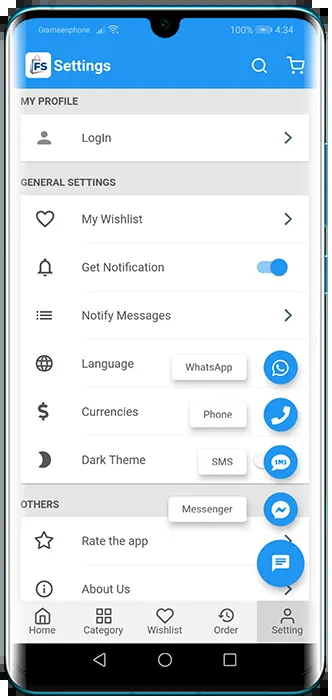 Grameenphone 100% 4:34
FS Settings
MY PROFILE
LogIn
GENERAL SETTINGS
My Wishlist
Get Notification
Notify Messages
Language WhatsApp
Currencies Phone
Dark Theme SMS SMS
Messenger
OTHERS
Rate the app
About Us
Home Category Wishlist Order Setting